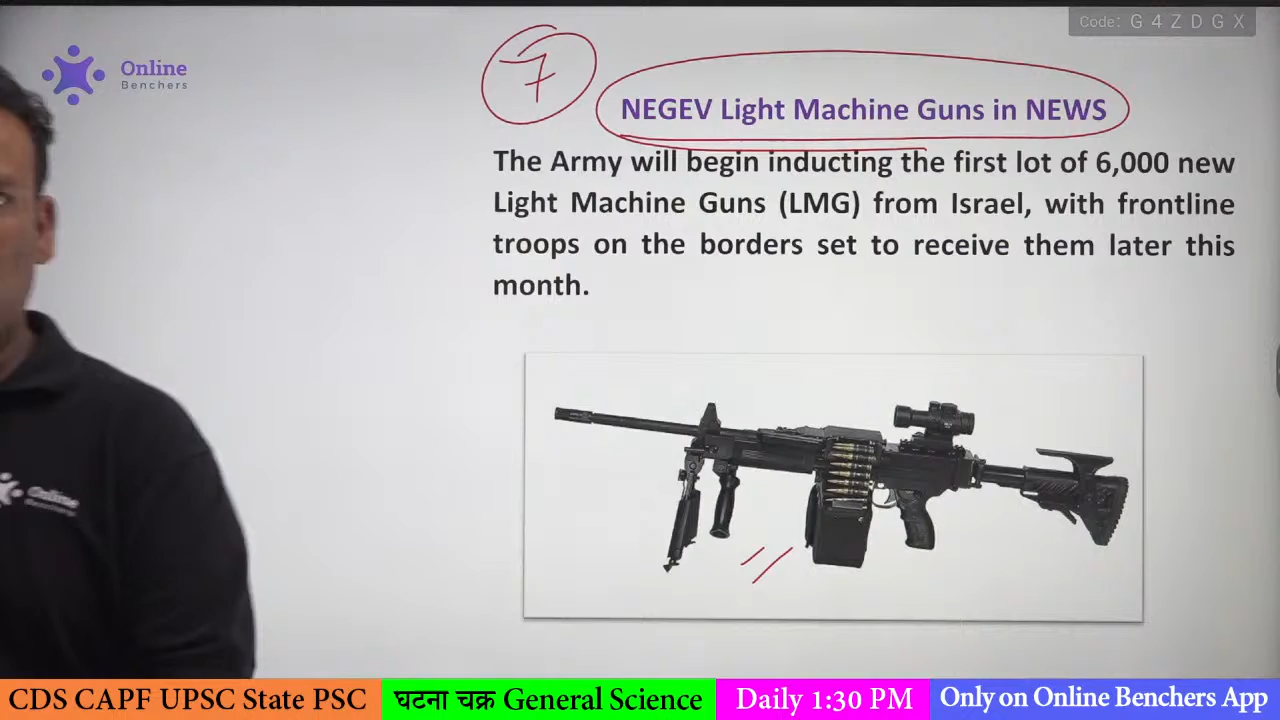 Code: G 4 Z D G X
Online
Benchers
7
NEGEV Light Machine Guns in NEWS
The Army will begin inducting the first lot of 6,000 new
Light Machine Guns (LMG) from Israel, with frontline
troops on the borders set to receive them later this
month.
Online
CDS CAPF UPSC State PSC
घटना चक्र General Science
Daily 1:30 PM
Only on Online Benchers App